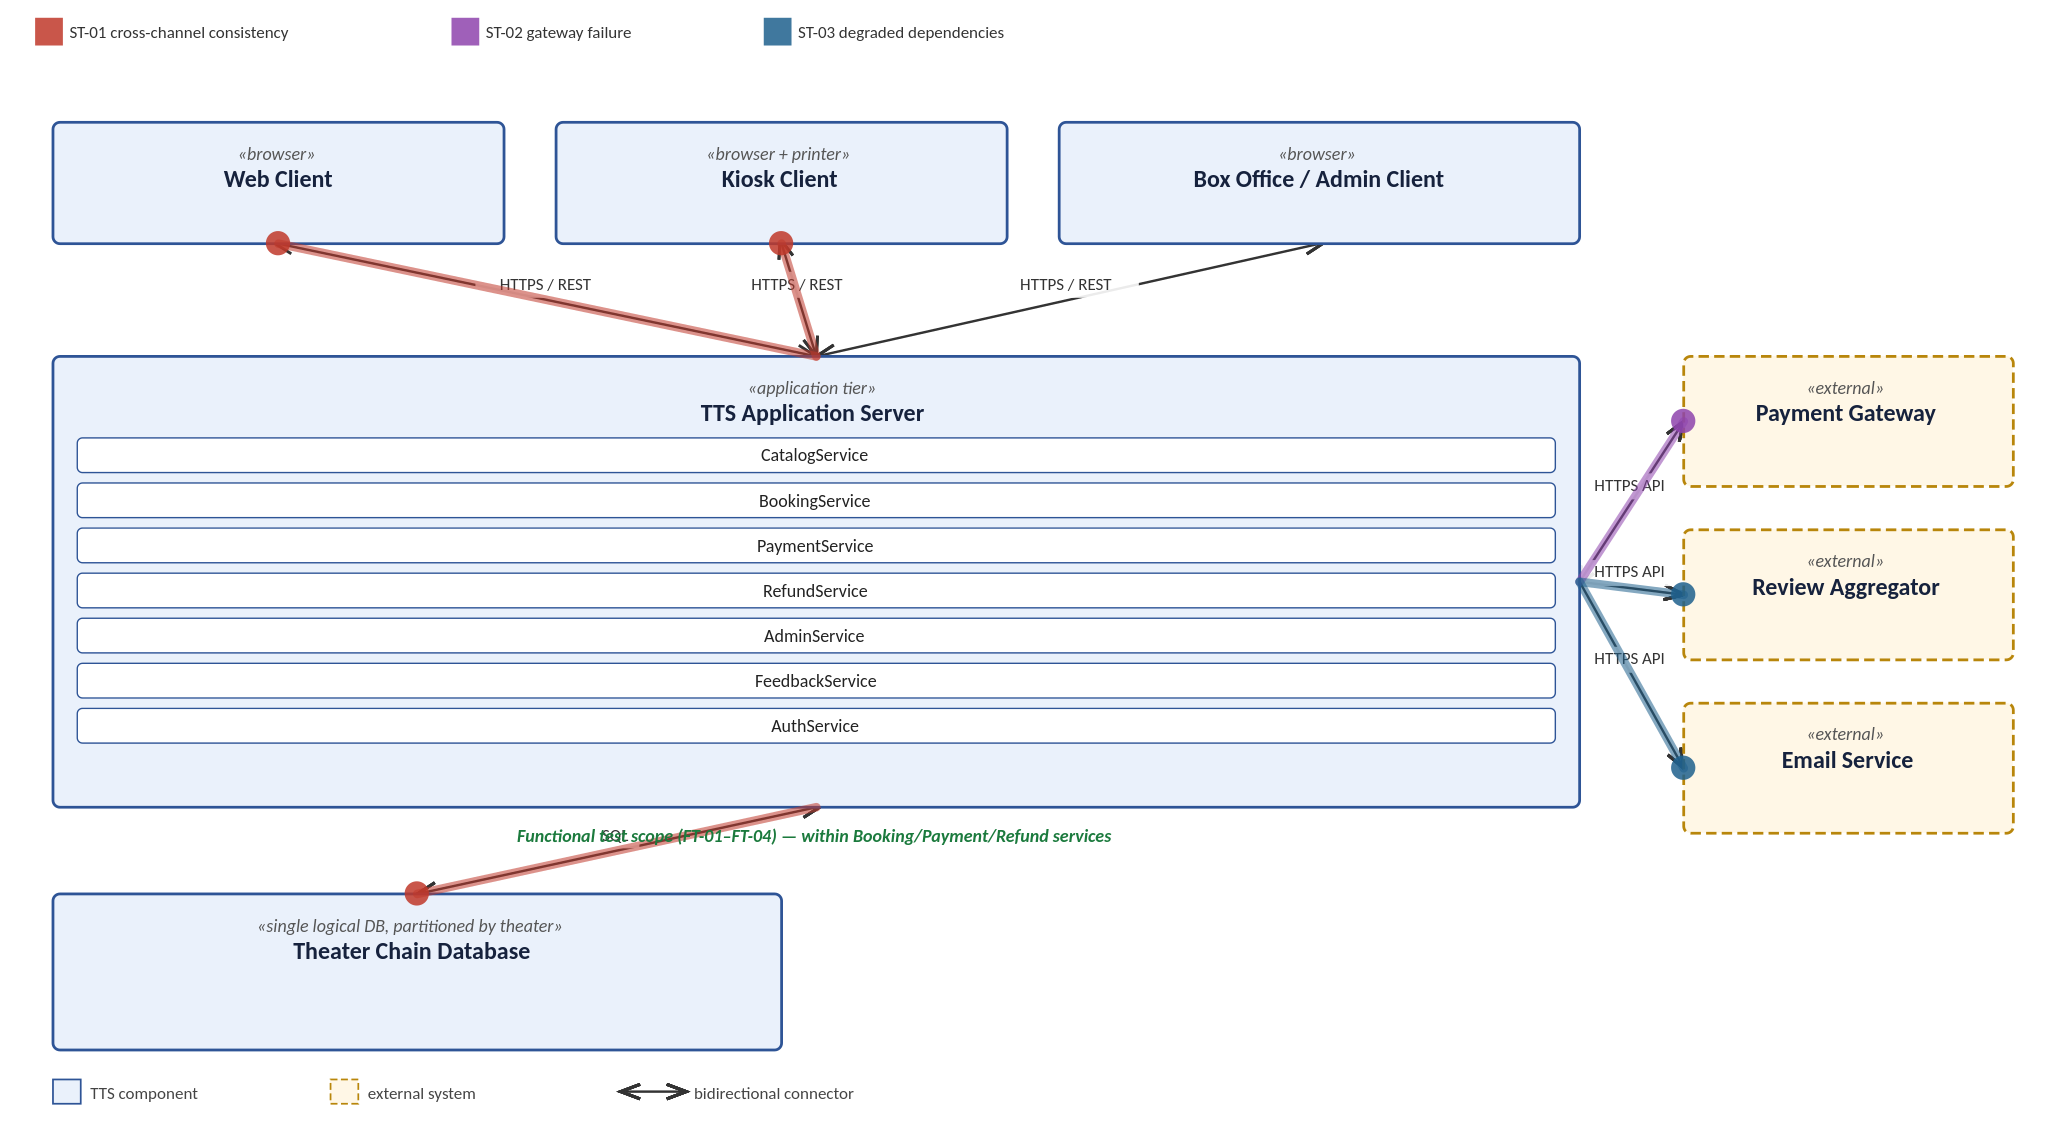 ST-01 cross-channel consistency
ST-02 gateway failure
ST-03 degraded dependencies
«browser»
Web Client
«browser + printer»
Kiosk Client
«browser»
Box Office / Admin Client
HTTPS / REST
HTTPS / REST
HTTPS / REST
«application tier»
TTS Application Server
CatalogService
BookingService
PaymentService
RefundService
AdminService
FeedbackService
AuthService
«external»
Payment Gateway
HTTPS API
«external»
Review Aggregator
HTTPS API
«external»
Email Service
HTTPS API
SQL
Functional test scope (FT-01–FT-04) — within Booking/Payment/Refund services
«single logical DB, partitioned by theater»
Theater Chain Database
TTS component
external system
bidirectional connector